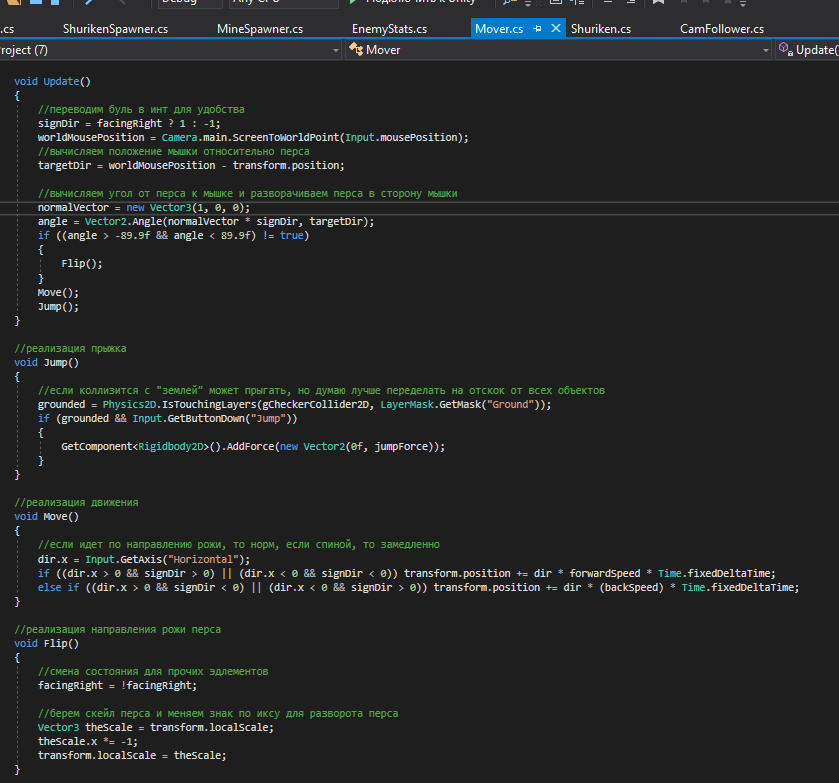 Debug
Any CPU
Подключить к Unity
.cs
ShurikenSpawner.cs
MineSpawner.cs
EnemyStats.cs
Mover.cs
Shuriken.cs
CamFollower.cs
roject (7)
Mover
Update(
void Update()
{
//переводим буль в инт для удобства
signDir = facingRight ? 1 : -1;
worldMousePosition = Camera.main.ScreenToWorldPoint(Input.mousePosition);
//вычисляем положение мышки относительно перса
targetDir = worldMousePosition - transform.position;
//вычисляем угол от перса к мышке и разворачиваем перса в сторону мышки
normalVector = new Vector3(1, 0, 0);
angle = Vector2.Angle(normalVector * signDir, targetDir);
if ((angle > -89.9f && angle < 89.9f) != true)
{
Flip();
}
Move();
Jump();
}
//реализация прыжка
void Jump()
{
//если коллизится с "землей" может прыгать, но думаю лучше переделать на отскок от всех объектов
grounded = Physics2D.IsTouchingLayers(gCheckerCollider2D, LayerMask.GetMask("Ground"));
if (grounded && Input.GetButtonDown("Jump"))
{
GetComponent<Rigidbody2D>().AddForce(new Vector2(0f, jumpForce));
}
}
//реализация движения
void Move()
{
//если идет по направлению рожи, то норм, если спиной, то замедленно
dir.x = Input.GetAxis("Horizontal");
if ((dir.x > 0 && signDir > 0) || (dir.x < 0 && signDir < 0)) transform.position += dir * forwardSpeed * Time.fixedDeltaTime;
else if ((dir.x > 0 && signDir < 0) || (dir.x < 0 && signDir > 0)) transform.position += dir * (backSpeed) * Time.fixedDeltaTime;
}
//реализация направления рожи перса
void Flip()
{
//смена состояния для прочих эдлементов
facingRight = !facingRight;
//берем скейл перса и меняем знак по иксу для разворота перса
Vector3 theScale = transform.localScale;
theScale.x *= -1;
transform.localScale = theScale;
}